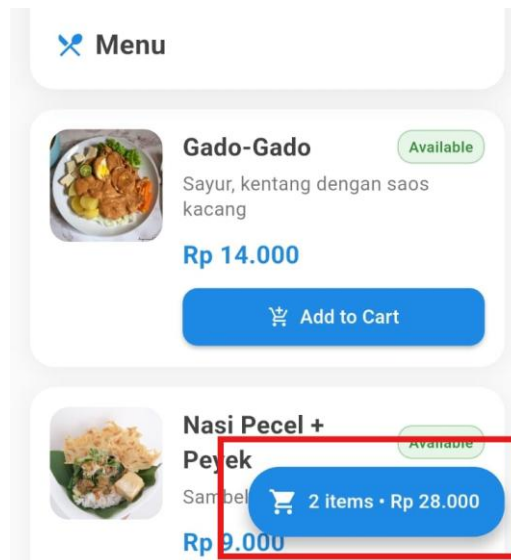 Menu
Gado-Gado
Available
Sayur, kentang dengan saos
kacang
Rp 14.000
Add to Cart
Nasi Pecel +
Peyek
Available
Sambel
2 items • Rp 28.000
Rp 9.000